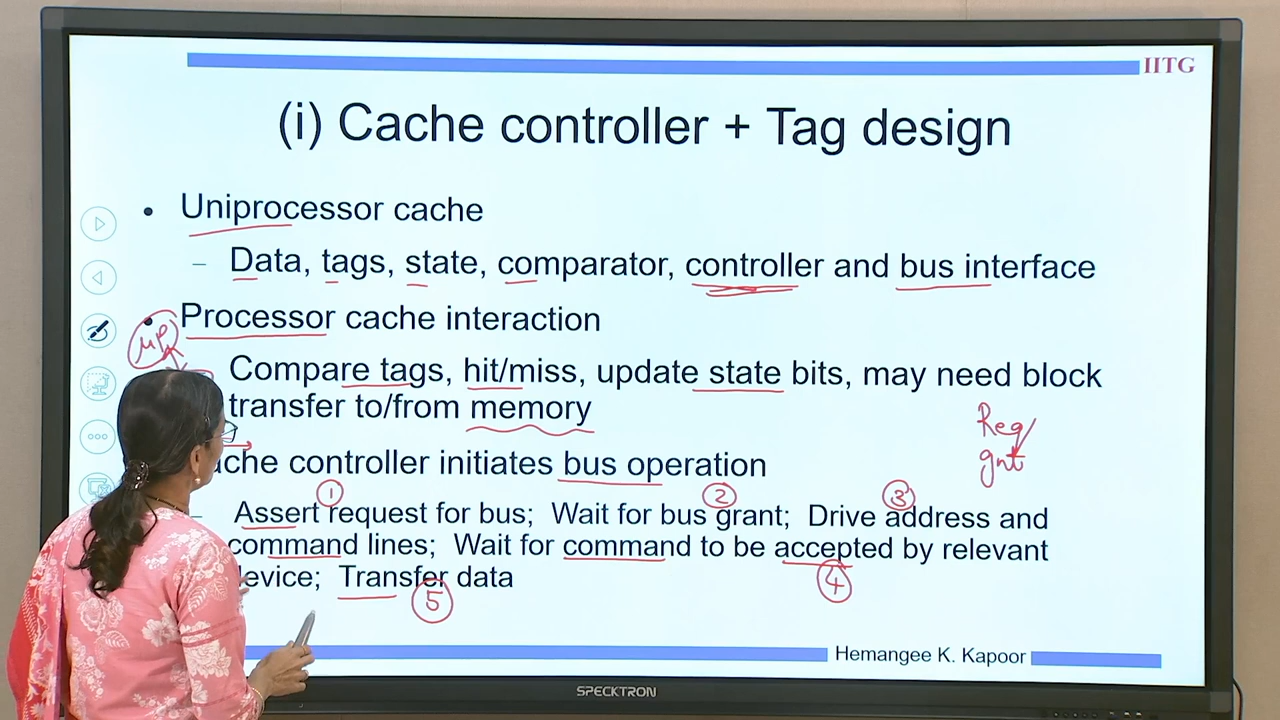 IITG
(i) Cache controller + Tag design
• Uniprocessor cache
– Data, tags, state, comparator, controller and bus interface
• Processor cache interaction
μP
Compare tags, hit/miss, update state bits, may need block
transfer to/from memory
Req/
gnt
ache controller initiates bus operation
1 2 3
– Assert request for bus; Wait for bus grant; Drive address and
command lines; Wait for command to be accepted by relevant
evice; Transfer data
5 4
Hemangee K. Kapoor
SPECKTRON